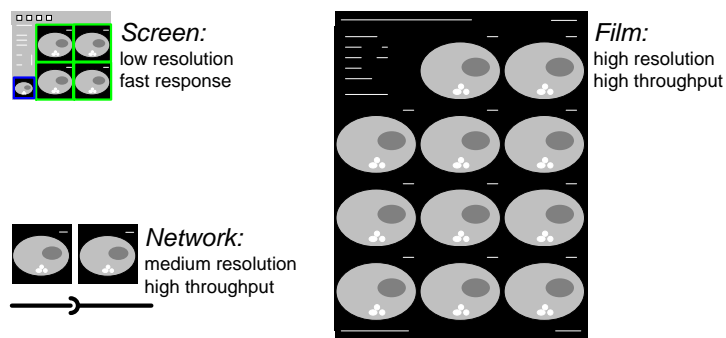 Screen:
low resolution
fast response
Film:
high resolution
high throughput
Network:
medium resolution
high throughput